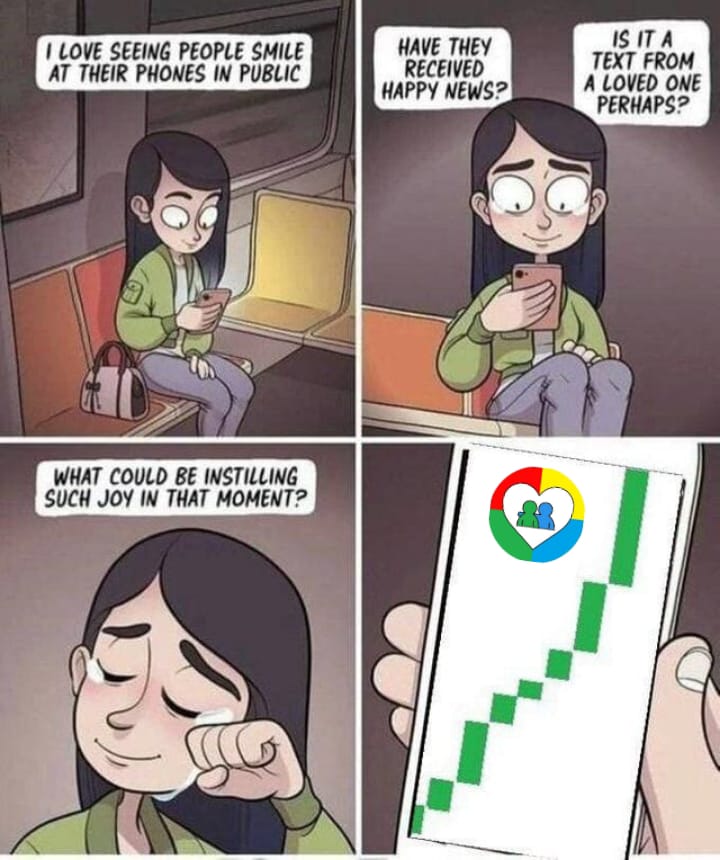 I LOVE SEEING PEOPLE SMILE
AT THEIR PHONES IN PUBLIC
HAVE THEY
RECEIVED
HAPPY NEWS?
IS IT A
TEXT FROM
A LOVED ONE
PERHAPS?
WHAT COULD BE INSTILLING
SUCH JOY IN THAT MOMENT?